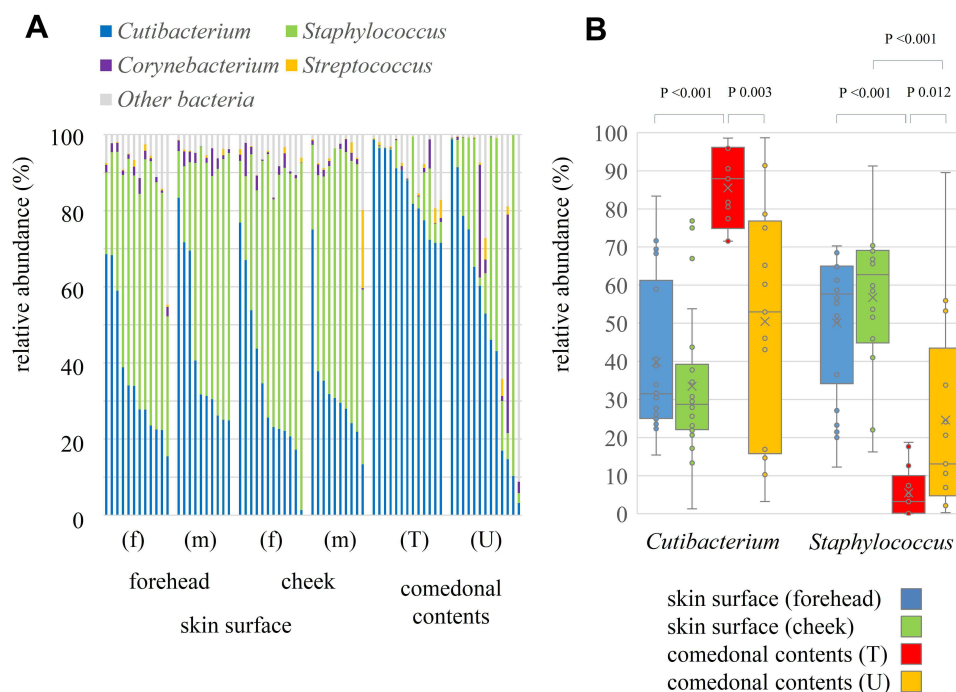 A
Cutibacterium
Staphylococcus
Corynebacterium
Streptococcus
Other bacteria
relative abundance (%)
100
80
60
40
20
0
(f)
(m)
(f)
(m)
(T)
(U)
forehead
cheek
comedonal
contents
skin surface
B
P <0.001
P <0.001
P 0.003
P <0.001
P 0.012
relative abundance (%)
100
90
80
70
60
50
40
30
20
10
0
Cutibacterium
Staphylococcus
skin surface (forehead)
skin surface (cheek)
comedonal contents (T)
comedonal contents (U)